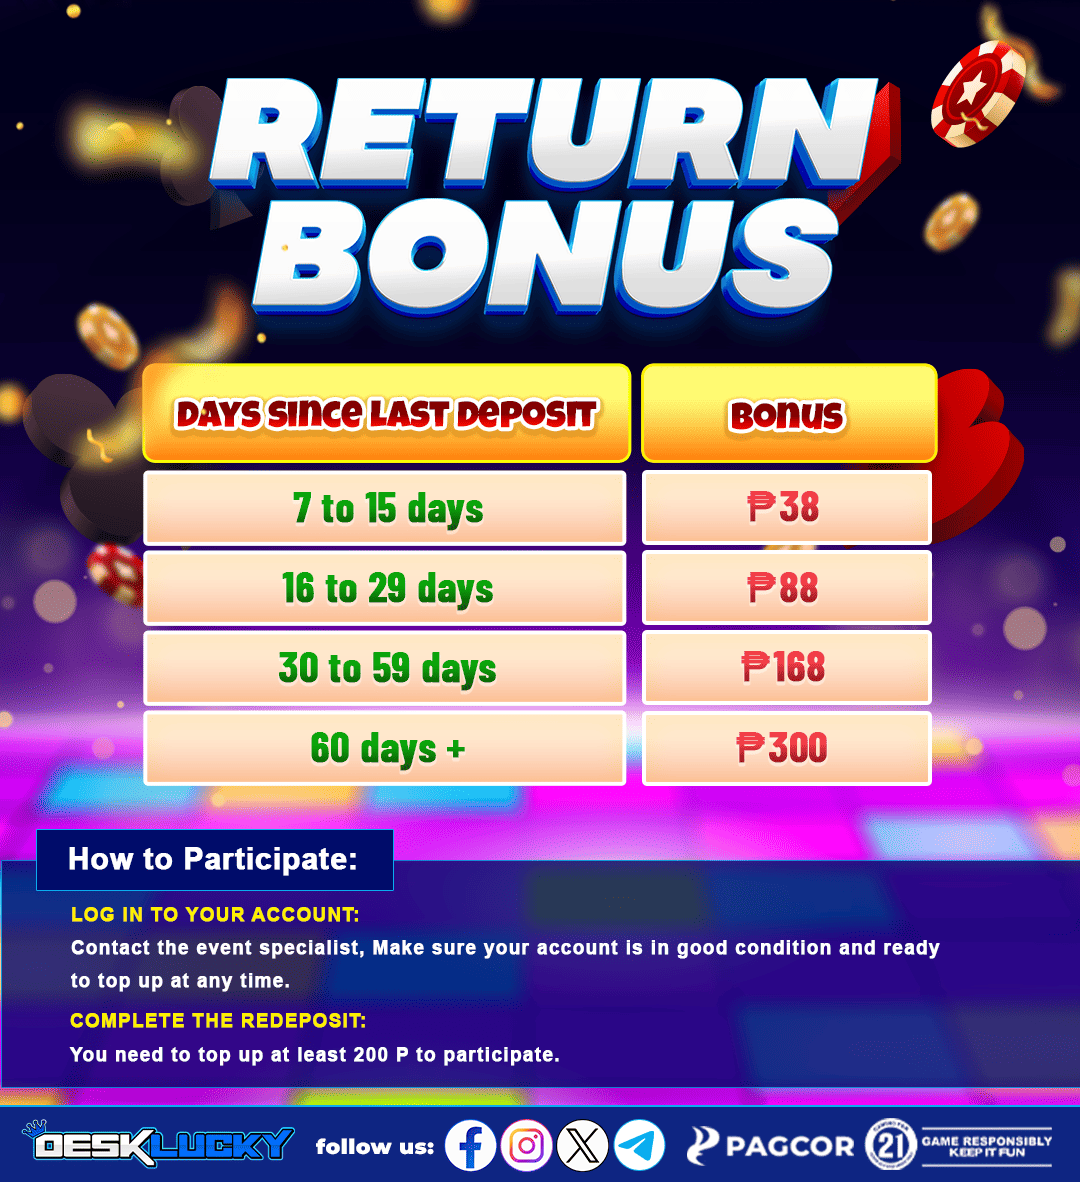 RETURN
BONUS
DAYS SINCE LAST DEPOSIT
BONUS
7 to 15 days
₱38
16 to 29 days
₱88
30 to 59 days
₱168
60 days +
₱300
How to Participate:
LOG IN TO YOUR ACCOUNT:
Contact the event specialist, Make sure your account is in good condition and ready
to top up at any time.
COMPLETE THE REDEPOSIT:
You need to top up at least 200 P to participate.
DESKLUCKY
follow us:
PAGCOR
21
GAME RESPONSIBLY
KEEP IT FUN